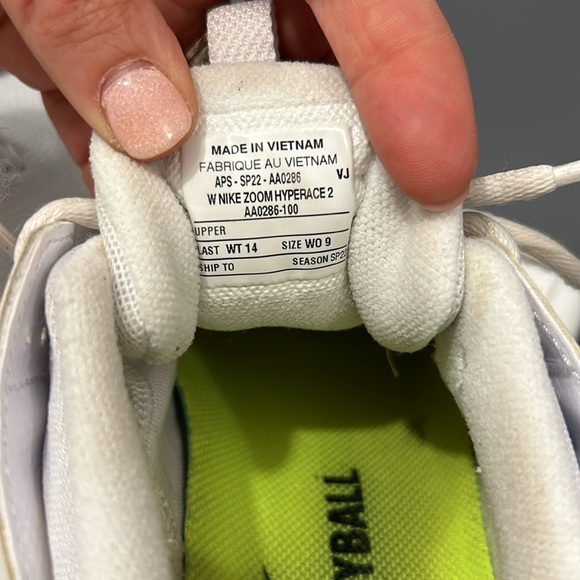 MADE IN VIETNAM
FABRIQUE AU VIETNAM
APS - SP22 - AA0286 VJ
W NIKE ZOOM HYPERACE 2
AA0286-100
UPPER
LAST WT 14 SIZE WO 9
SHIP TO SEASON SP22
YBALL